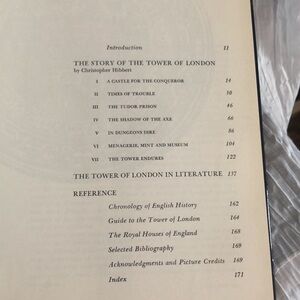 Introduction 11
THE STORY OF THE TOWER OF LONDON
by Christopher Hibbert
I A CASTLE FOR THE CONQUEROR 14
II TIMES OF TROUBLE 30
III THE TUDOR PRISON 46
IV THE SHADOW OF THE AXE 66
V IN DUNGEONS DIRE 86
VI MENAGERIE, MINT AND MUSEUM 104
VII THE TOWER ENDURES 122
THE TOWER OF LONDON IN LITERATURE 137
REFERENCE
Chronology of English History 162
Guide to the Tower of London 164
The Royal Houses of England 168
Selected Bibliography 168
Acknowledgments and Picture Credits 169
Index 171